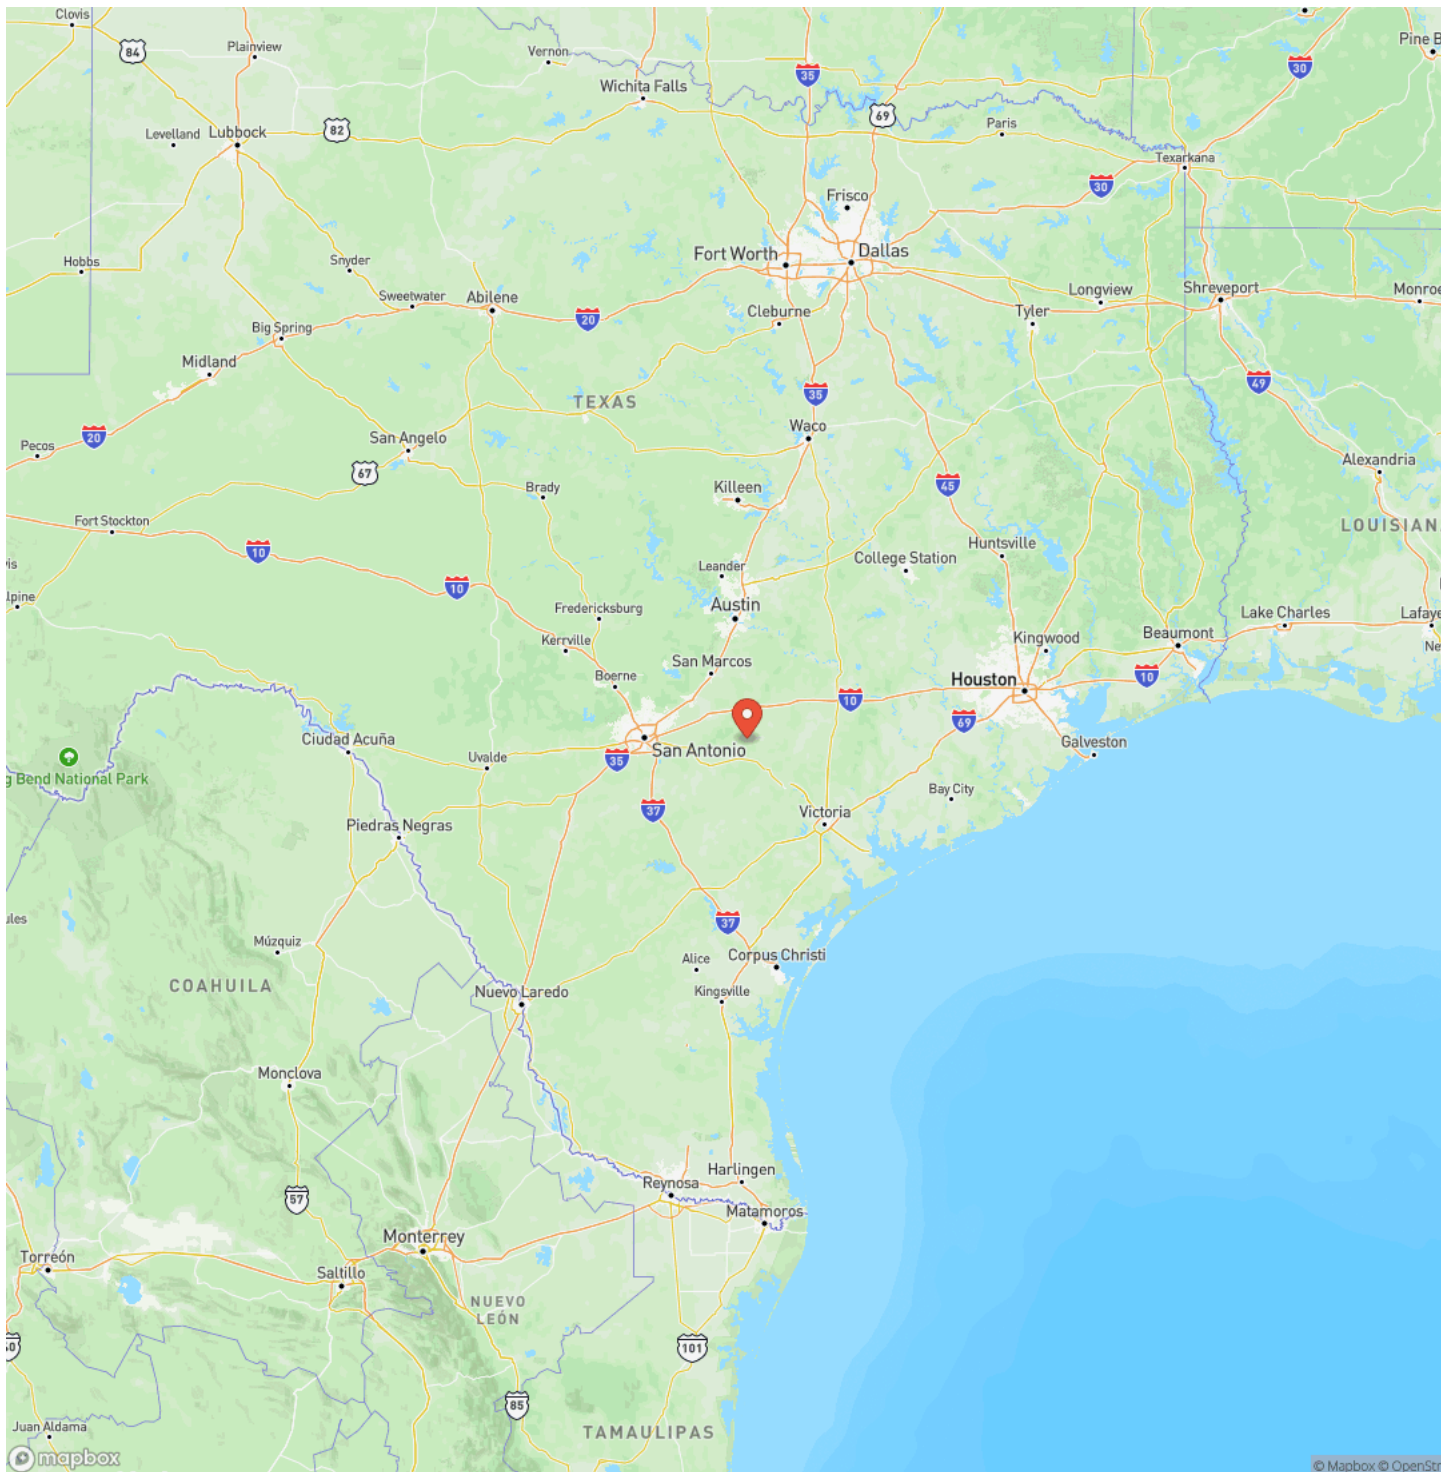 Clovis
84
Plainview
Vernon
35
30
Pine B
Wichita Falls
69
Levelland
Lubbock
82
Paris
Texarkana
30
Frisco
Hobbs
Snyder
Fort Worth
Dallas
Sweetwater
Abilene
20
Cleburne
Longview
Shreveport
Monroe
Tyler
Big Spring
Midland
35
49
TEXAS
Waco
20
Pecos
San Angelo
67
45
Alexandria
Brady
Killeen
Fort Stockton
LOUISIAN
10
Huntsville
College Station
vis
Leander
10
lpine
Fredericksburg
Austin
Lake Charles
Lafaye
Kerrville
Kingwood
Beaumont
Ne
San Marcos
Boerne
Houston
10
10
69
Ciudad Acuña
San Antonio
Galveston
Uvalde
35
g Bend National Park
Bay City
37
Victoria
Piedras Negras
ules
37
Múzquiz
Alice
Corpus Christi
COAHUILA
Nuevo Laredo
Kingsville
Monclova
Harlingen
57
Reynosa
Matamoros
Monterrey
Torreón
Saltillo
NUEVO
LEÓN
101
85
Juan Aldama
TAMAULIPAS
mapbox
© Mapbox © OpenStr